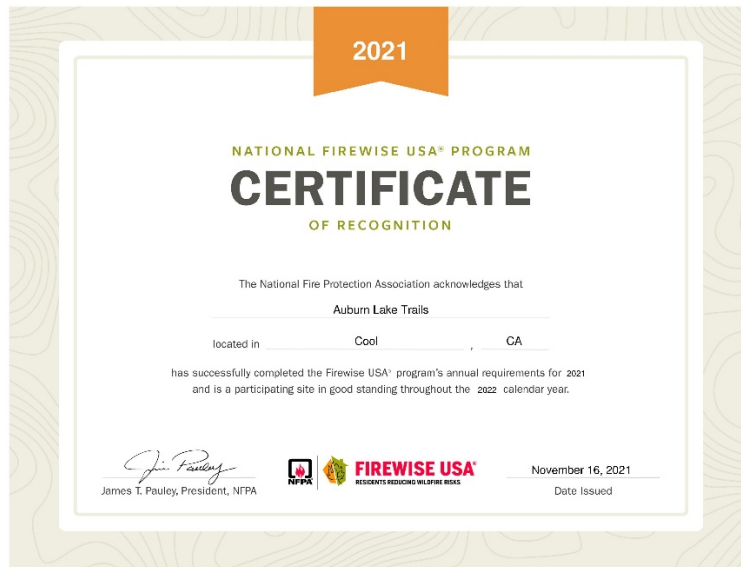 2021
NATIONAL FIREWISE USA® PROGRAM
CERTIFICATE
OF RECOGNITION
The National Fire Protection Association acknowledges that
Auburn Lake Trails
located in Cool , CA
has successfully completed the Firewise USA® program's annual requirements for 2021
and is a participating site in good standing throughout the 2022 calendar year.
Jim Pauley
James T. Pauley, President, NFPA
NFPA
FIREWISE USA®
RESIDENTS REDUCING WILDFIRE RISKS
November 16, 2021
Date Issued